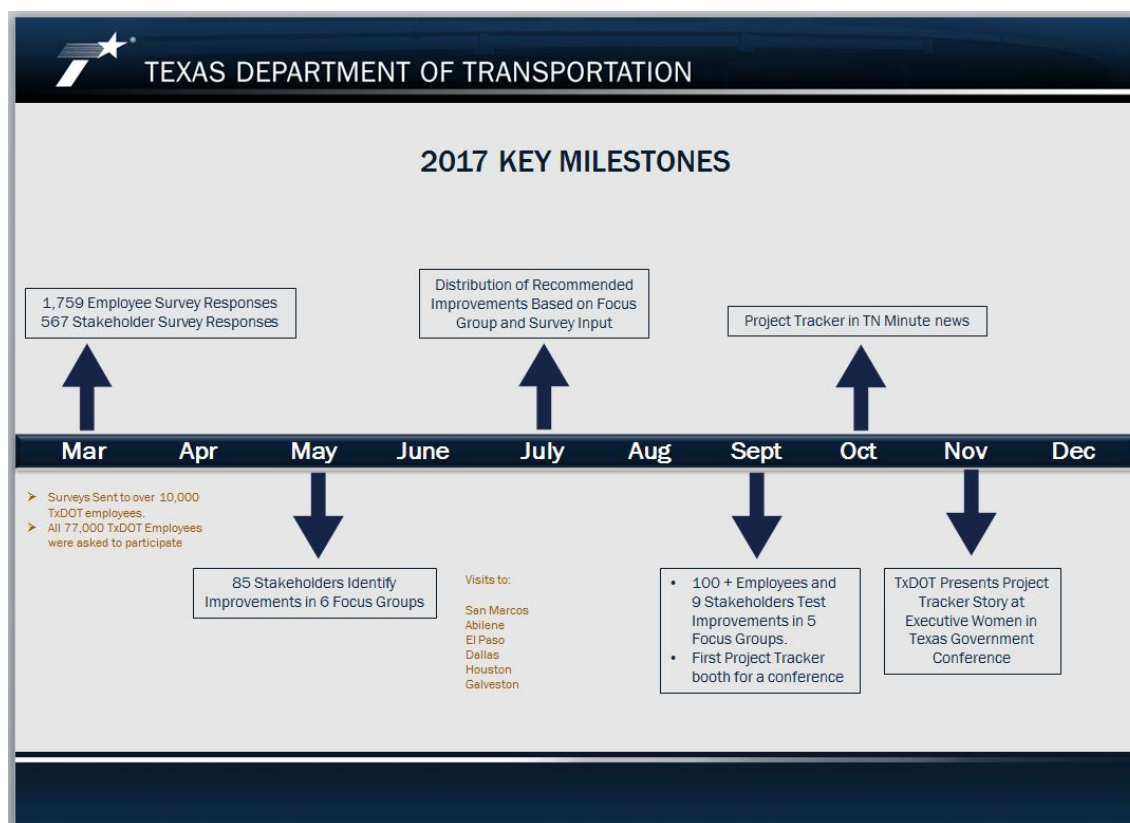 TEXAS DEPARTMENT OF TRANSPORTATION
2017 KEY MILESTONES
1,759 Employee Survey Responses
567 Stakeholder Survey Responses
Distribution of Recommended
Improvements Based on Focus
Group and Survey Input
Project Tracker in TN Minute news
Mar Apr May June July Aug Sept Oct Nov Dec
➢ Surveys Sent to over 10,000
TxDOT employees.
➢ All 77,000 TxDOT Employees
were asked to participate
85 Stakeholders Identify
Improvements in 6 Focus Groups
Visits to:
San Marcos
Abilene
El Paso
Dallas
Houston
Galveston
• 100 + Employees and
9 Stakeholders Test
Improvements in 5
Focus Groups.
• First Project Tracker
booth for a conference
TxDOT Presents Project
Tracker Story at
Executive Women in
Texas Government
Conference